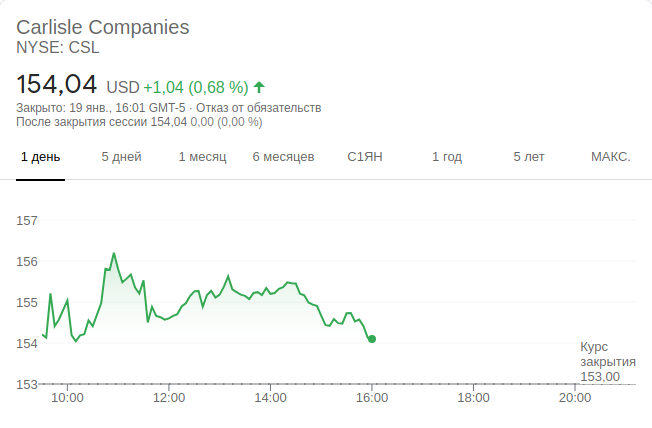 Carlisle Companies
NYSE: CSL
154,04 USD +1,04 (0,68 %)
Закрыто: 19 янв., 16:01 GMT-5 · Отказ от обязательств
После закрытия сессии 154,04 0,00 (0,00 %)
1 день 5 дней 1 месяц 6 месяцев С1ЯН 1 год 5 лет МАКС.
157
156
155
154
153
Курс
закрытия
153,00
10:00 12:00 14:00 16:00 18:00 20:00